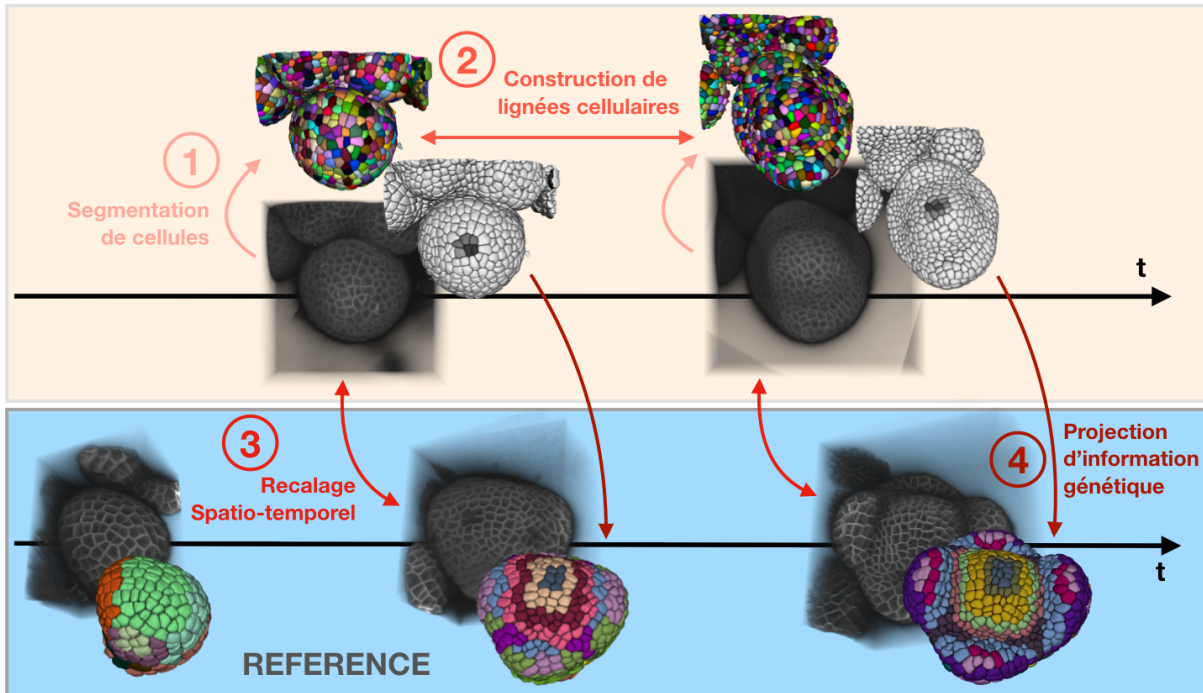 2
Construction de
lignées cellulaires
1
Segmentation
de cellules
t
3
Recalage
Spatio-temporel
4
Projection
d'information
génétique
t
REFERENCE